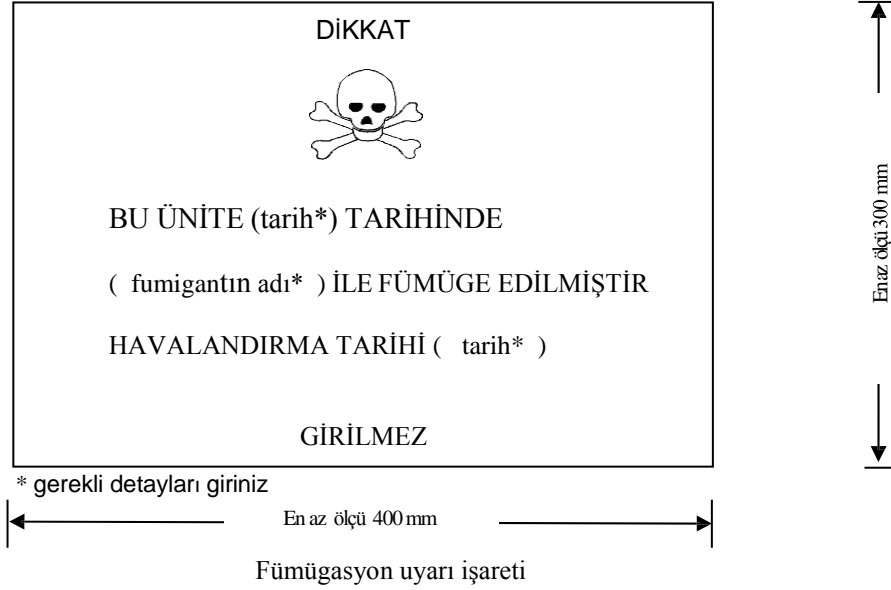 DİKKAT
BU ÜNİTE (tarih*) TARİHİNDE
( fumigantın adı* ) İLE FÜMÜGE EDİLMİŞTİR
HAVALANDIRMA TARİHİ ( tarih* )
GİRİLMEZ
* gerekli detayları giriniz
En az ölçü 400 mm
En az ölçü 300 mm
Fümügasyon uyarı işareti